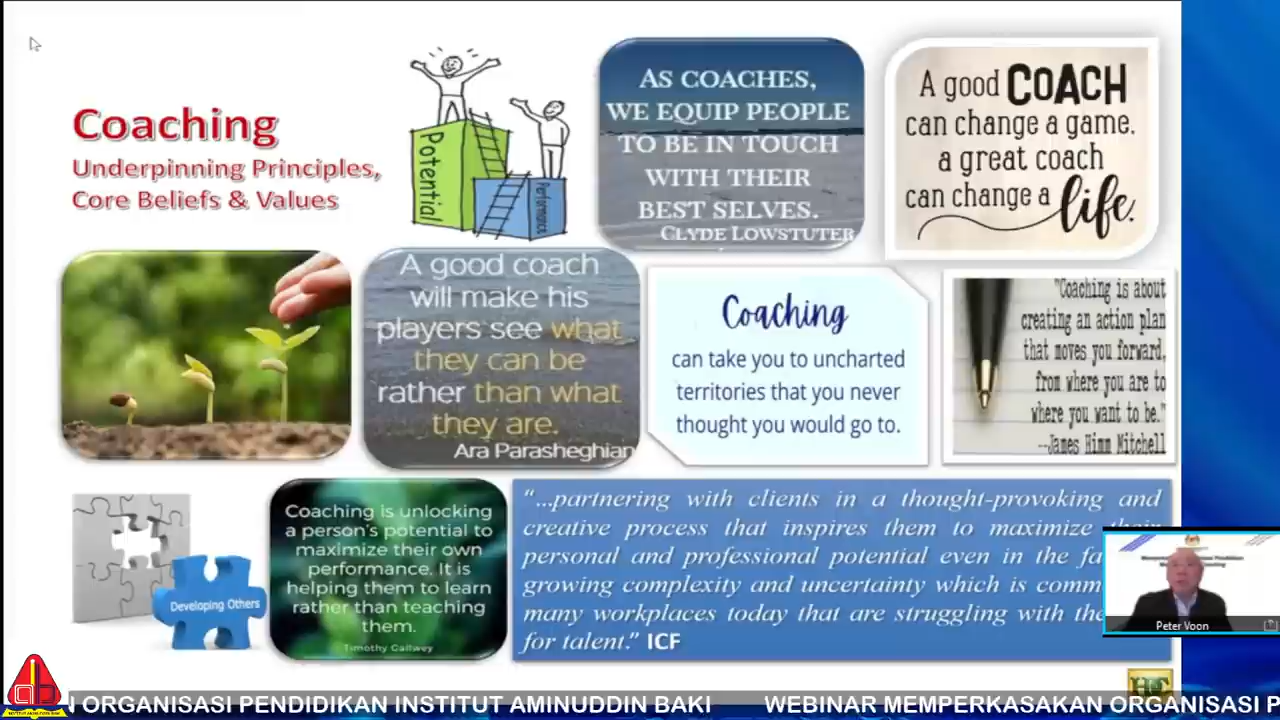 Coaching
Underpinning Principles,
Core Beliefs & Values
Potential
Performance
AS COACHES,
WE EQUIP PEOPLE
TO BE IN TOUCH
WITH THEIR
BEST SELVES.
CLYDE LOWSTUTER
A good COACH
can change a game.
a great coach
can change a life.
A good coach
will make his
players see what
they can be
rather than what
they are.
Ara Parasheghian
Coaching
can take you to uncharted
territories that you never
thought you would go to.
"Coaching is about
creating an action plan
that moves you forward,
from where you are to
where you want to be."
--James Himm Mitchell
Developing Others
Coaching is unlocking
a person's potential to
maximize their own
performance. It is
helping them to learn
rather than teaching
them.
Timothy Gallwey
“…partnering with clients in a thought-provoking and
creative process that inspires them to maximize their
personal and professional potential even in the fa
growing complexity and uncertainty which is comm
many workplaces today that are struggling with the
for talent.” ICF
Peter Voon
N ORGANISASI PENDIDIKAN INSTITUT AMINUDDIN BAKI
WEBINAR MEMPERKASAKAN ORGANISASI P